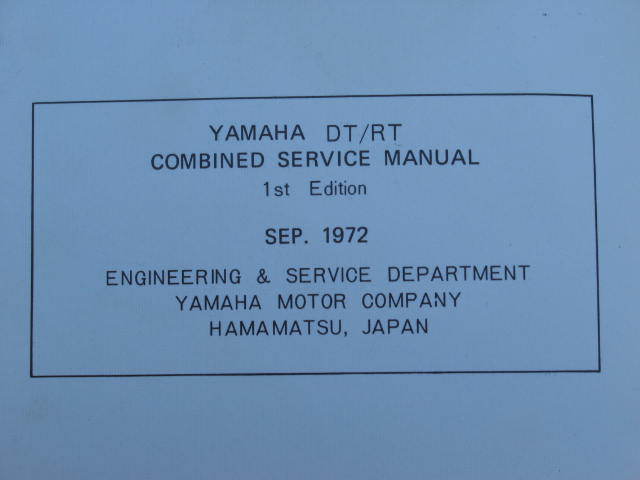 YAMAHA DT/RT
COMBINED SERVICE MANUAL
1st Edition
SEP. 1972
ENGINEERING & SERVICE DEPARTMENT
YAMAHA MOTOR COMPANY
HAMAMATSU, JAPAN